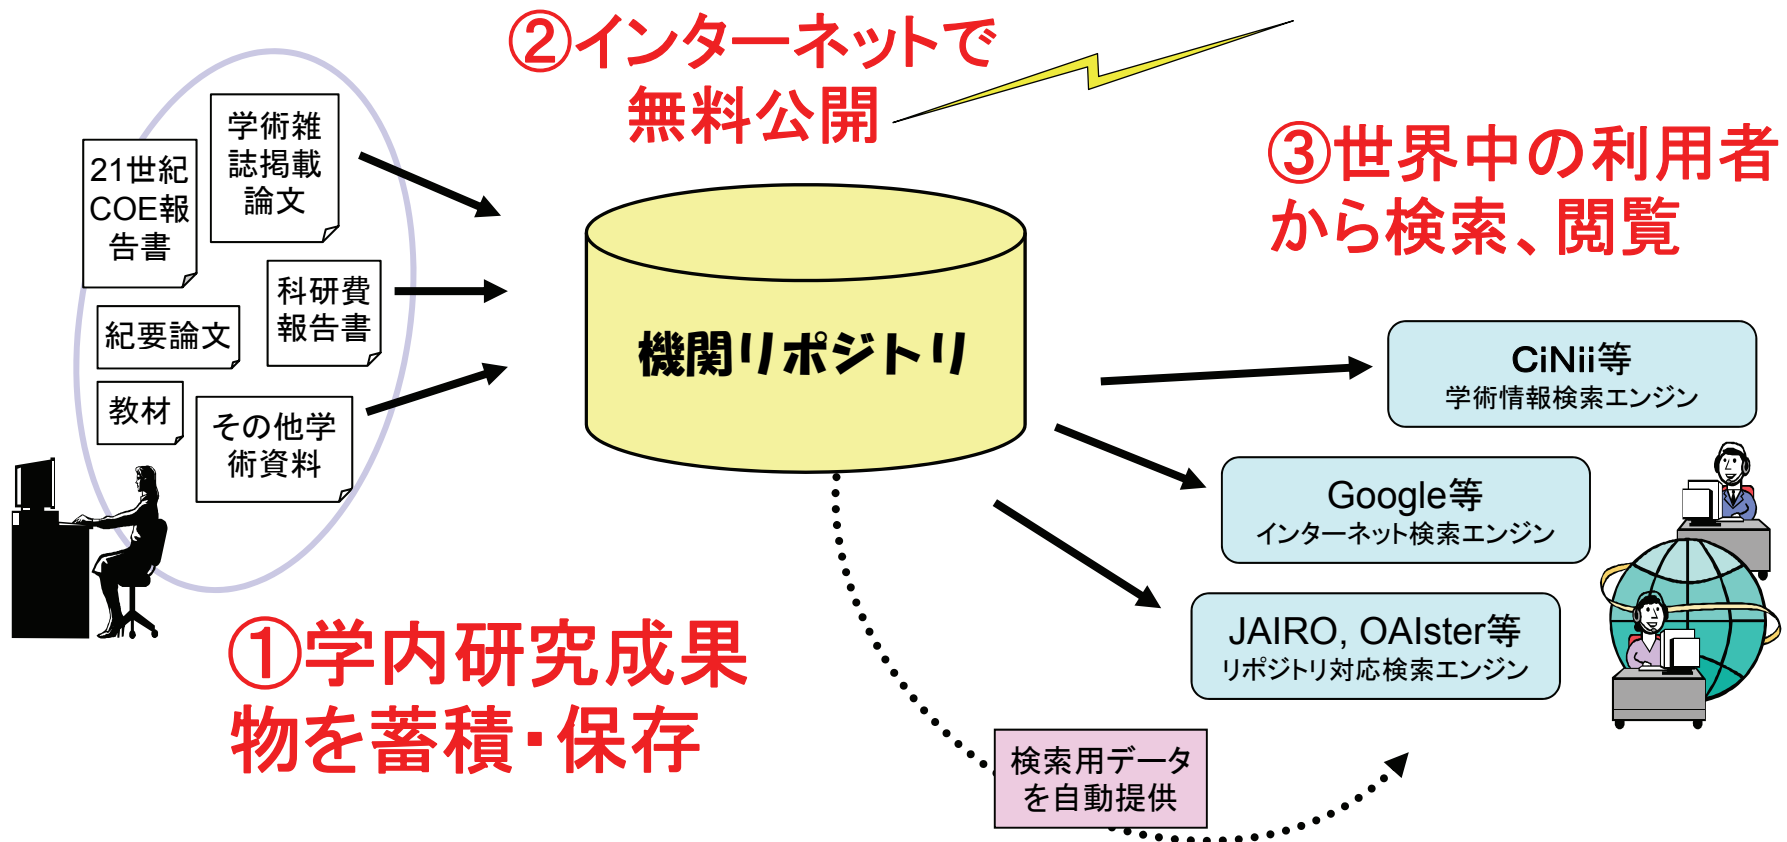 ②インターネットで
無料公開
③世界中の利用者
から検索、閲覧
学術雑
誌掲載
論文
21世紀
COE報
告書
科研費
報告書
紀要論文
教材
その他学
術資料
機関リポジトリ
CiNii等
学術情報検索エンジン
Google等
インターネット検索エンジン
JAIRO, OAIster等
リポジトリ対応検索エンジン
①学内研究成果
物を蓄積・保存
検索用データ
を自動提供